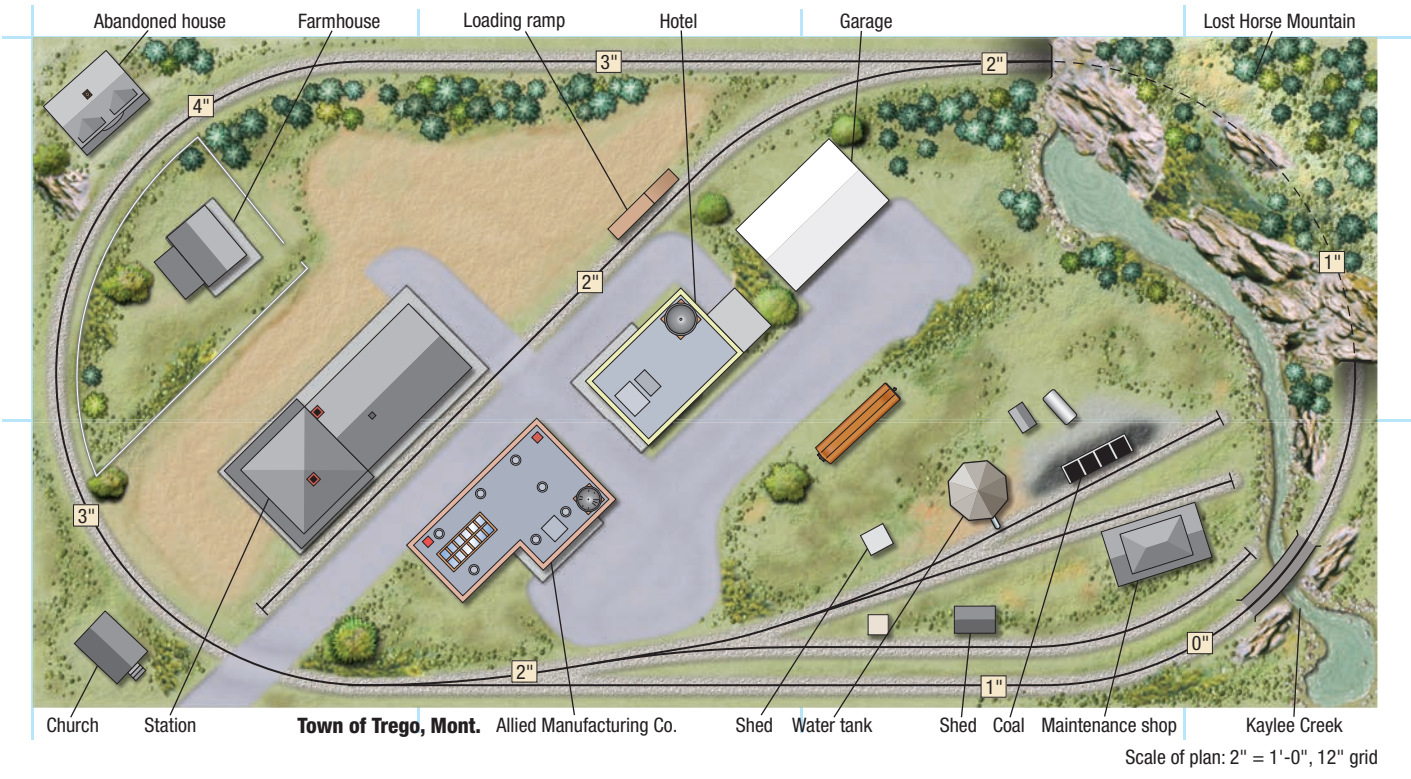 Abandoned house Farmhouse Loading ramp Hotel Garage Lost Horse Mountain
3" 2"
4"
1"
2"
3"
0"
2" 1"
Church Station Town of Trego, Mont. Allied Manufacturing Co. Shed Water tank Shed Coal Maintenance shop Kaylee Creek
Scale of plan: 2" = 1'-0", 12" grid